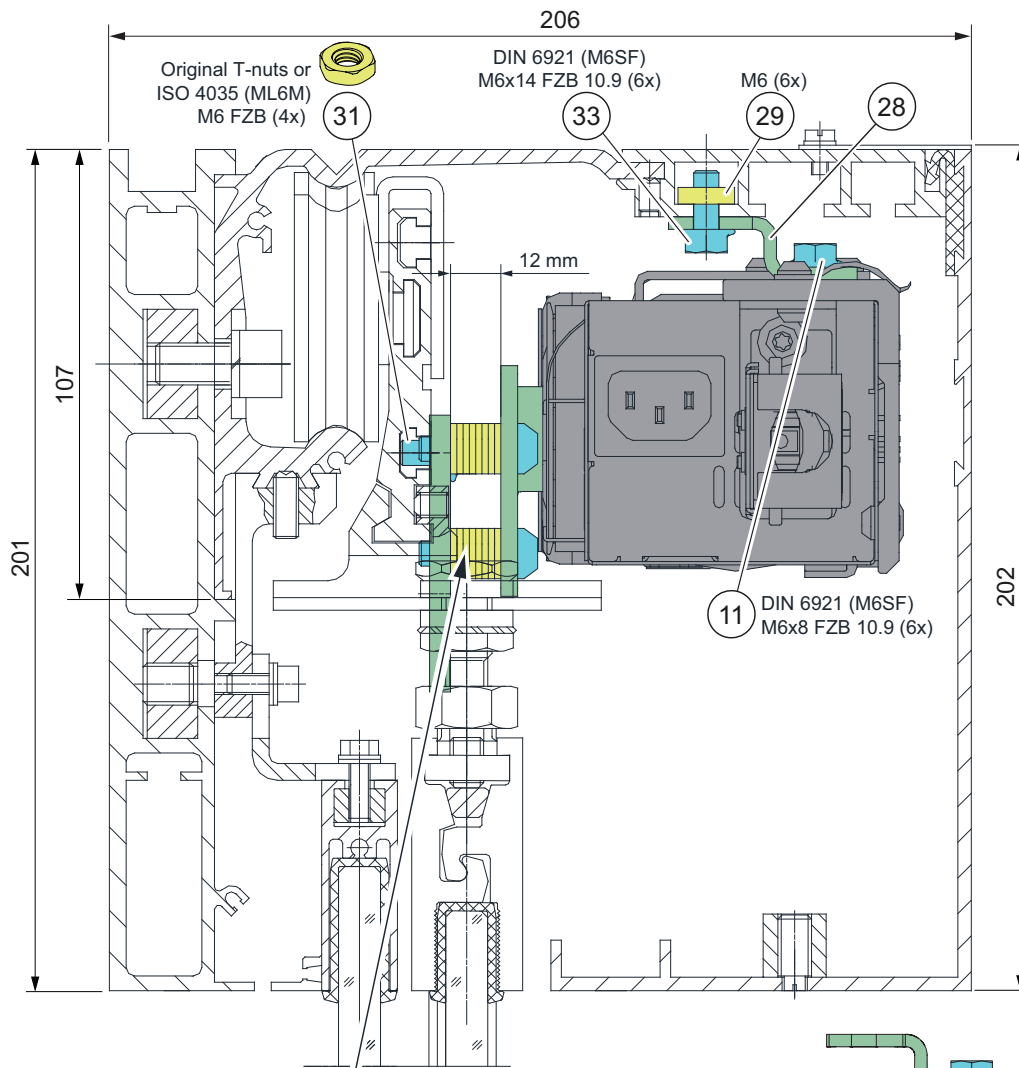 206
Original T-nuts or
ISO 4035 (ML6M)
M6 FZB (4x)
31
DIN 6921 (M6SF)
M6x14 FZB 10.9 (6x)
33
M6 (6x)
29
28
12 mm
107
201
202
11
DIN 6921 (M6SF)
M6x8 FZB 10.9 (6x)